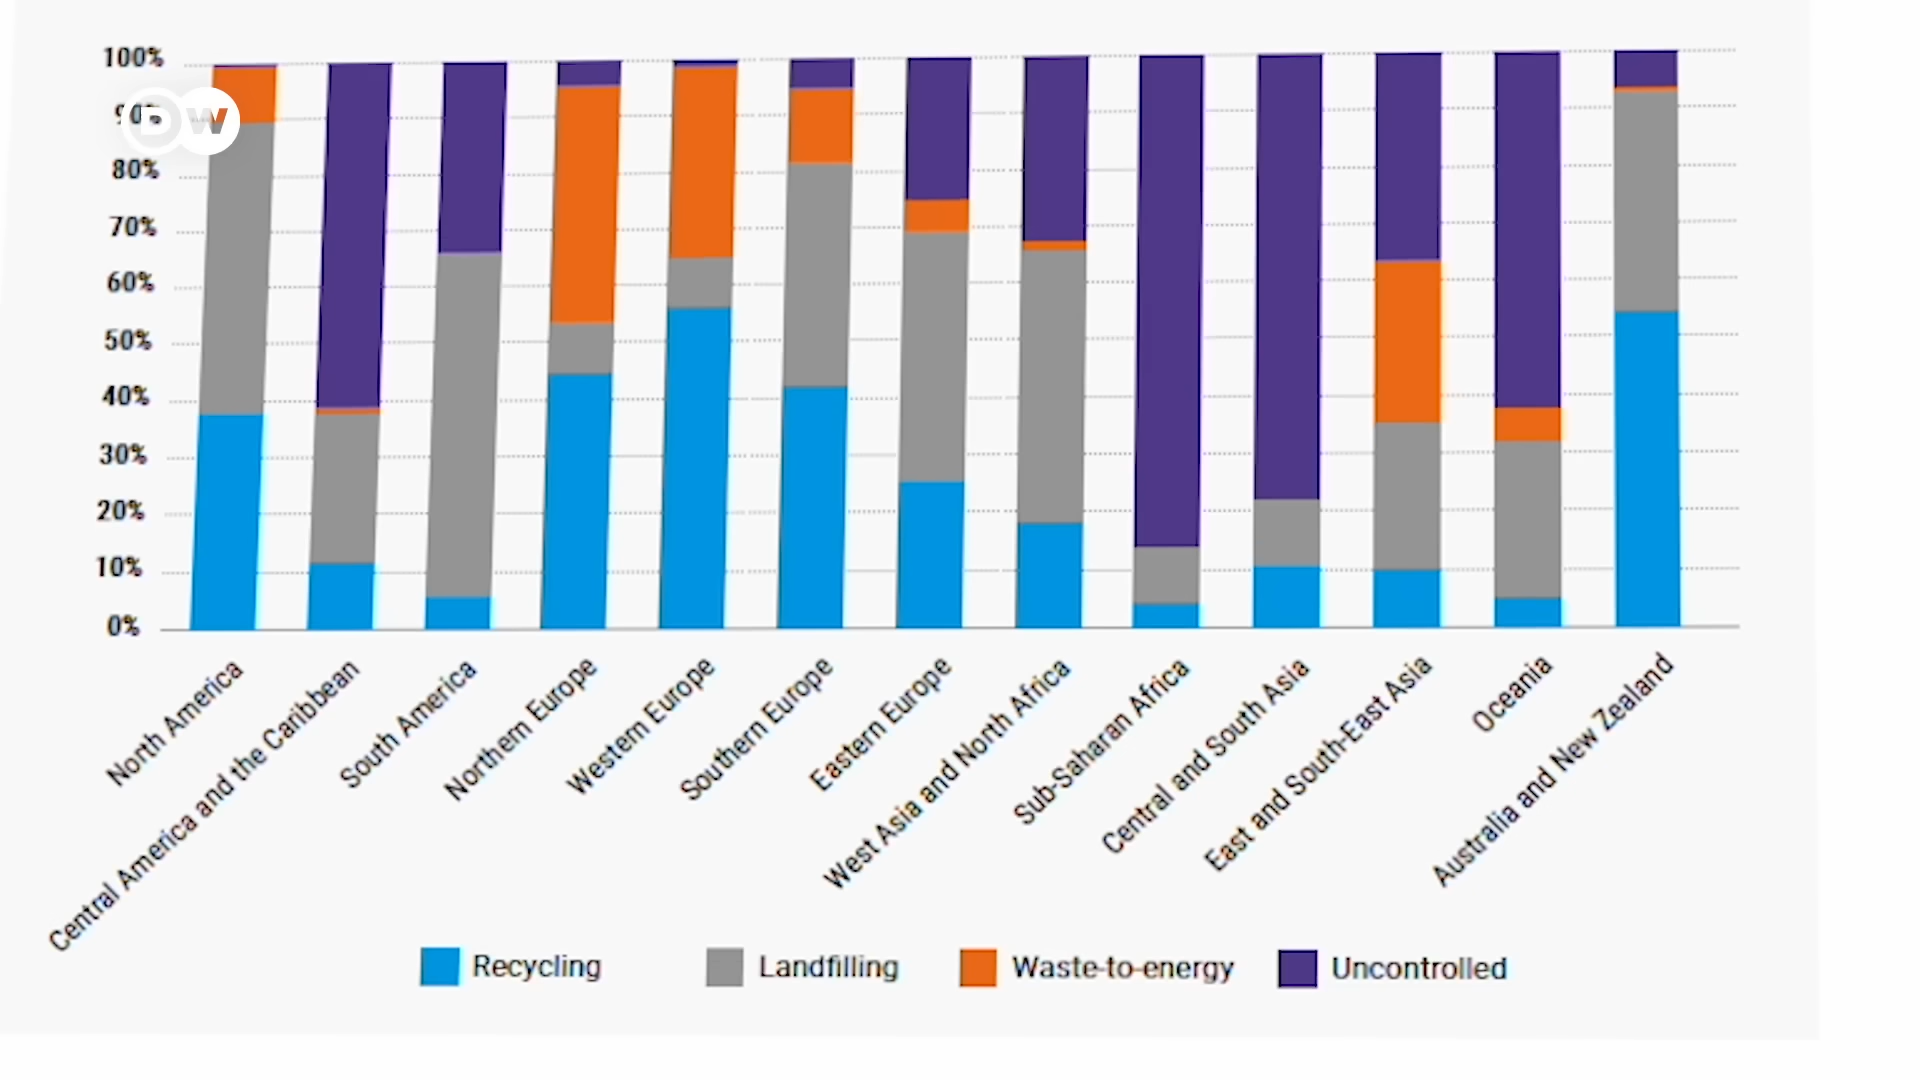 100%
90%
DW
80%
70%
60%
50%
40%
30%
20%
10%
0%
North America
Central America and the Caribbean
South America
Northern Europe
Western Europe
Southern Europe
Eastern Europe
West Asia and North Africa
Sub-Saharan Africa
Central and South Asia
East and South-East Asia
Oceania
Australia and New Zealand
Recycling
Landfilling
Waste-to-energy
Uncontrolled